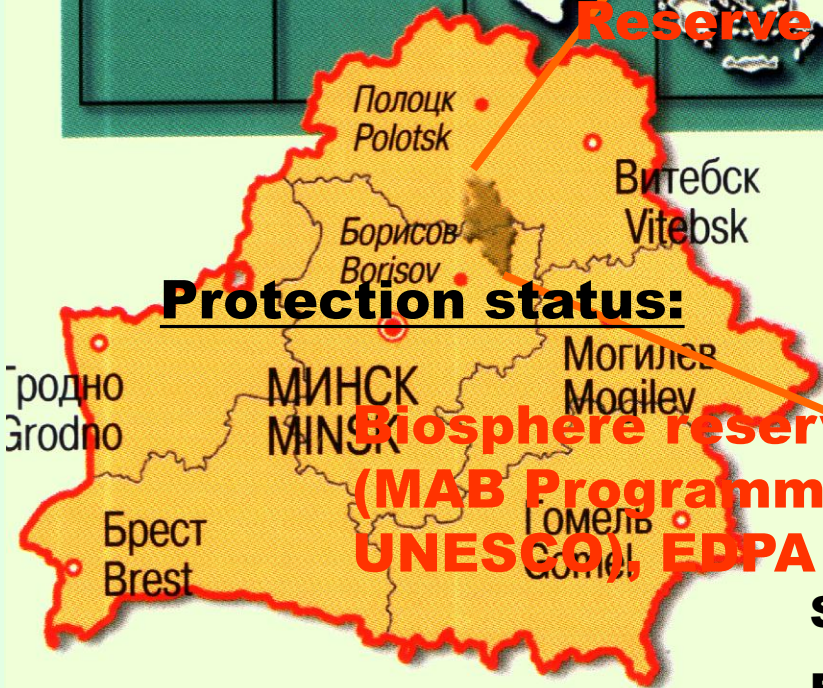 Reserve
Полоцк
Polotsk
Витебск
Vitebsk
Борисов
Borisov
Protection status:
Могилев
Mogilev
Гродно
Grodno
МИНСК
MINSK
Biosphere reserv
(MAB Programm
UNESCO), EDPA
Гомель
Gomel
Брест
Brest
s